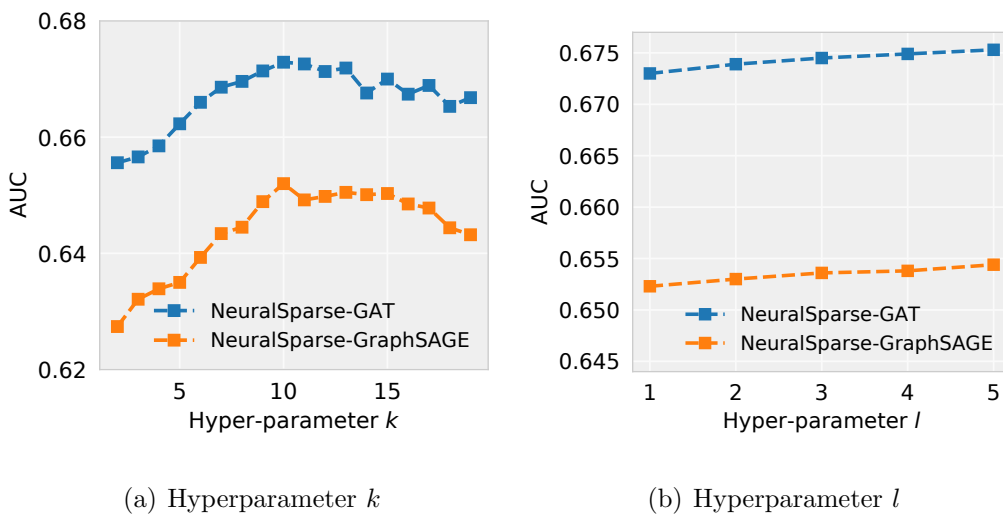 0.68
0.66
0.64
0.62
AUC
NeuralSparse-GAT
NeuralSparse-GraphSAGE
5 10 15
Hyper-parameter k
(a) Hyperparameter k
0.675
0.670
0.665
0.660
0.655
0.650
0.645
AUC
NeuralSparse-GAT
NeuralSparse-GraphSAGE
1 2 3 4 5
Hyper-parameter l
(b) Hyperparameter l